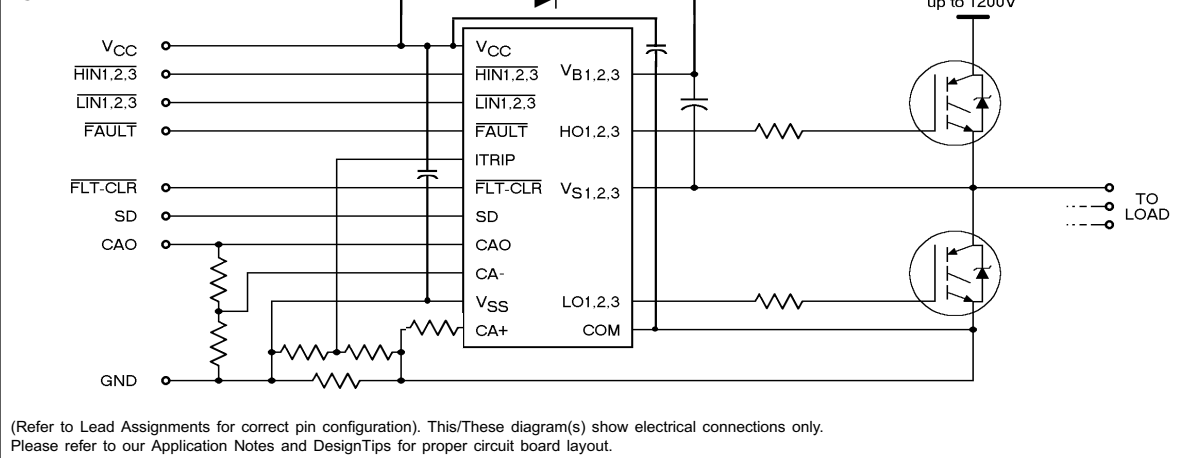 up to 1200V
VCC
HIN1,2,3
LIN1,2,3
FAULT
FLT-CLR
SD
CAO
GND
VCC
HIN1,2,3
LIN1,2,3
FAULT
ITRIP
FLT-CLR
SD
CAO
CA-
VSS
CA+
VB1,2,3
HO1,2,3
VS1,2,3
LO1,2,3
COM
TO
LOAD
(Refer to Lead Assignments for correct pin configuration). This/These diagram(s) show electrical connections only.
Please refer to our Application Notes and DesignTips for proper circuit board layout.